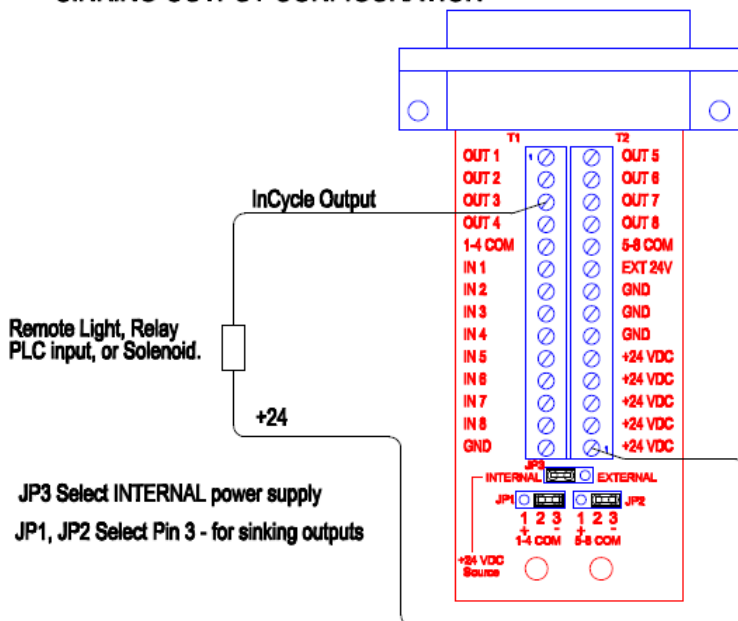 SINKING OUTPUT CONFIGURATION
T1 T2
OUT 1 1 OUT 5
OUT 2 OUT 6
InCycle Output OUT 3 OUT 7
OUT 4 OUT 8
1-4 COM 5-8 COM
IN 1 EXT 24V
IN 2 GND
IN 3 GND
Remote Light, Relay IN 4 GND
PLC input, or Solenoid. IN 5 +24 VDC
IN 6 +24 VDC
IN 7 +24 VDC
+24 IN 8 +24 VDC
GND 1 +24 VDC
JP3
INTERNAL EXTERNAL
JP3 Select INTERNAL power supply JP1 JP2
1 2 3 1 2 3
+ - + -
JP1, JP2 Select Pin 3 - for sinking outputs 1-4 COM 5-8 COM
+24 VDC
Source